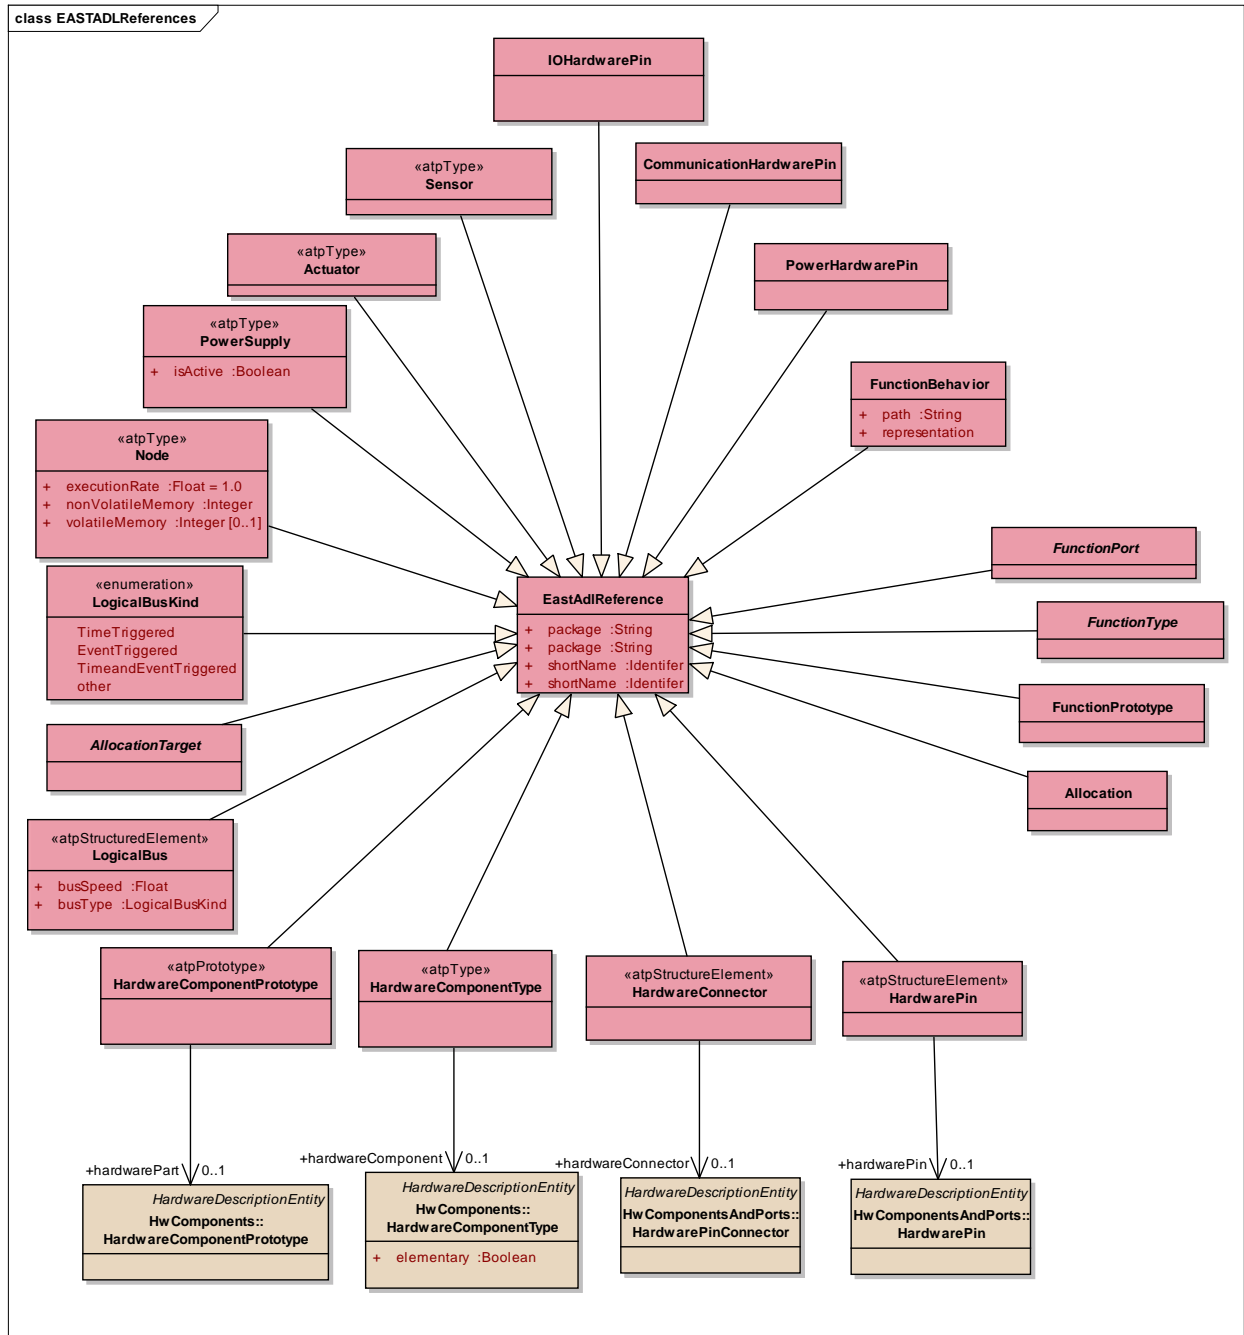 class EASTADLReferences
IOHardwarePin
CommunicationHardwarePin
«atpType»
Sensor
«atpType»
Actuator
PowerHardwarePin
«atpType»
PowerSupply
+ isActive :Boolean
FunctionBehavior
+ path :String
+ representation
«atpType»
Node
+ executionRate :Float = 1.0
+ nonVolatileMemory :Integer
+ volatileMemory :Integer [0..1]
FunctionPort
«enumeration»
LogicalBusKind
TimeTriggered
EventTriggered
TimeandEventTriggered
other
EastAdlReference
+ package :String
+ package :String
+ shortName :Identifer
+ shortName :Identifer
FunctionType
FunctionPrototype
AllocationTarget
Allocation
«atpStructuredElement»
LogicalBus
+ busSpeed :Float
+ busType :LogicalBusKind
«atpPrototype»
HardwareComponentPrototype
«atpType»
HardwareComponentType
«atpStructureElement»
HardwareConnector
«atpStructureElement»
HardwarePin
+hardwarePart 0..1
+hardwareComponent 0..1
+hardwareConnector 0..1
+hardwarePin 0..1
HardwareDescriptionEntity
HwComponents::
HardwareComponentPrototype
HardwareDescriptionEntity
HwComponents::
HardwareComponentType
+ elementary :Boolean
HardwareDescriptionEntity
HwComponentsAndPorts::
HardwarePinConnector
HardwareDescriptionEntity
HwComponentsAndPorts::
HardwarePin